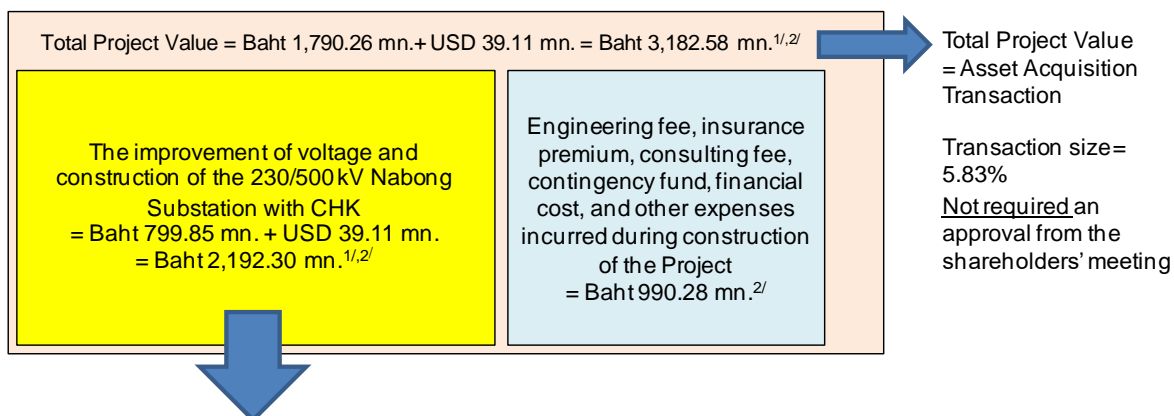 Total Project Value = Baht 1,790.26 mn.+ USD 39.11 mn. = Baht 3,182.58 mn.1/,2/
The improvement of voltage and
construction of the 230/500 kV Nabong
Substation with CHK
= Baht 799.85 mn. + USD 39.11 mn.
= Baht 2,192.30 mn.1/,2/
Engineering fee, insurance
premium, consulting fee,
contingency fund, financial
cost, and other expenses
incurred during construction
of the Project
= Baht 990.28 mn.2/
Total Project Value
= Asset Acquisition
Transaction
Transaction size=
5.83%
Not required an
approval from the
shareholders' meeting